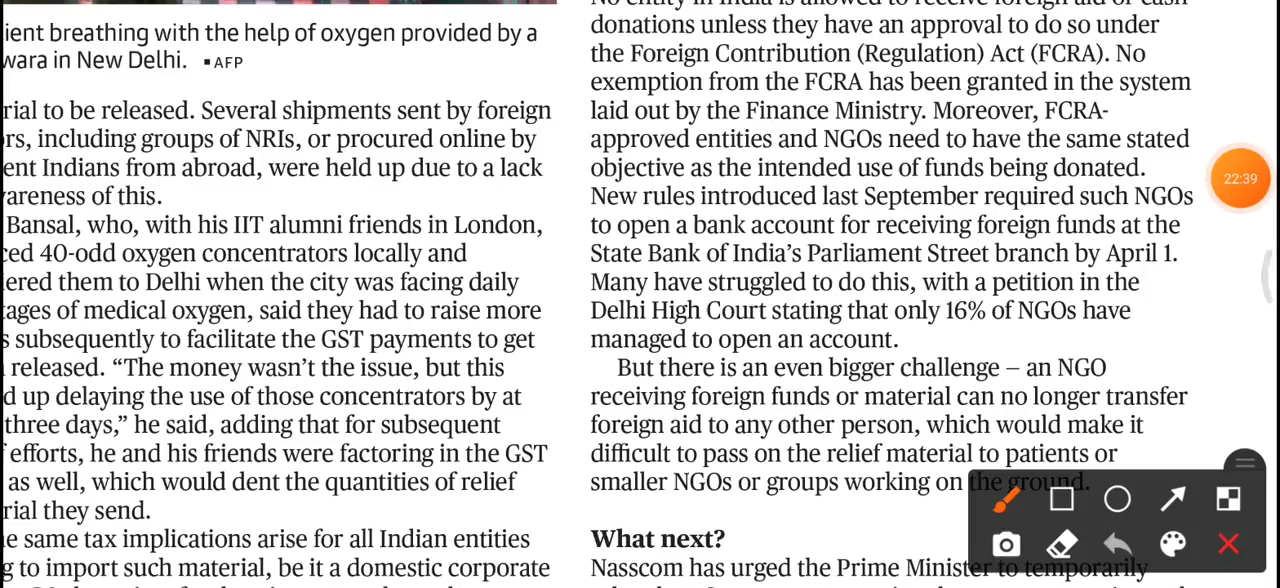 ient breathing with the help of oxygen provided by a
wara in New Delhi. ▪ AFP
rial to be released. Several shipments sent by foreign
rs, including groups of NRIs, or procured online by
ent Indians from abroad, were held up due to a lack
areness of this.
Bansal, who, with his IIT alumni friends in London,
ced 40-odd oxygen concentrators locally and
ered them to Delhi when the city was facing daily
tages of medical oxygen, said they had to raise more
s subsequently to facilitate the GST payments to get
released. “The money wasn’t the issue, but this
d up delaying the use of those concentrators by at
three days,” he said, adding that for subsequent
efforts, he and his friends were factoring in the GST
as well, which would dent the quantities of relief
rial they send.
e same tax implications arise for all Indian entities
g to import such material, be it a domestic corporate
No entity in India is allowed to receive foreign aid or cash
donations unless they have an approval to do so under
the Foreign Contribution (Regulation) Act (FCRA). No
exemption from the FCRA has been granted in the system
laid out by the Finance Ministry. Moreover, FCRA-
approved entities and NGOs need to have the same stated
objective as the intended use of funds being donated.
New rules introduced last September required such NGOs
to open a bank account for receiving foreign funds at the
State Bank of India’s Parliament Street branch by April 1.
Many have struggled to do this, with a petition in the
Delhi High Court stating that only 16% of NGOs have
managed to open an account.
But there is an even bigger challenge – an NGO
receiving foreign funds or material can no longer transfer
foreign aid to any other person, which would make it
difficult to pass on the relief material to patients or
smaller NGOs or groups working on the ground.
What next?
Nasscom has urged the Prime Minister to temporarily
22:39